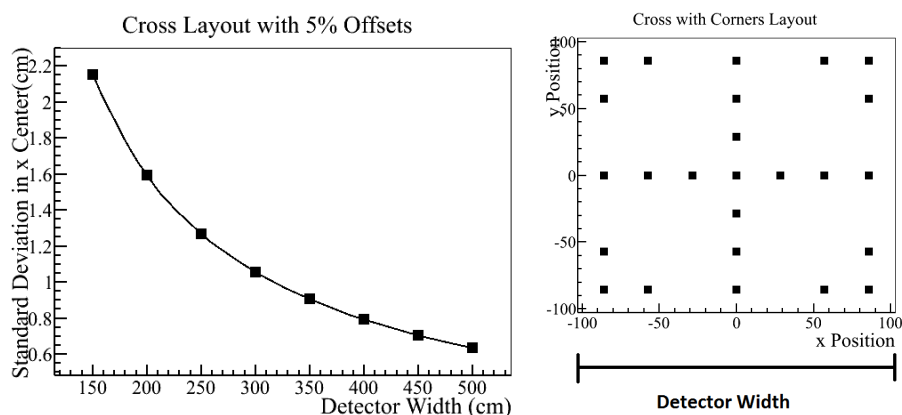 Cross Layout with 5% Offsets
Standard Deviation in x Center(cm)
2.2
2
1.8
1.6
1.4
1.2
1
0.8
0.6
150 200 250 300 350 400 450 500
Detector Width (cm)
Cross with Corners Layout
y Position
100
50
0
-50
-100
-100 -50 0 50 100
x Position
Detector Width